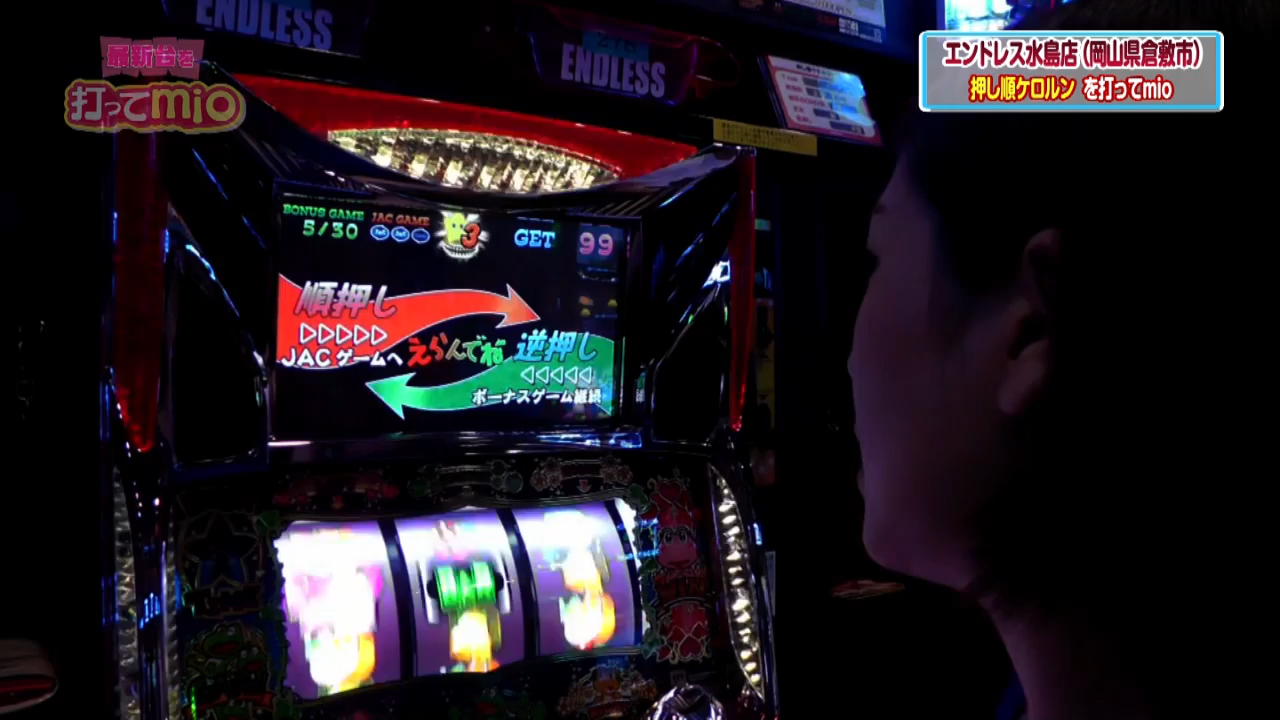 ENDLESS
ENDLESS
最新台を
打ってmio
エンドレス水島店(岡山県倉敷市)
押し順ケロルン を打ってmio
BONUS GAME
5/30
JAC GAME
3
GET
99
順押し
JACゲームへ
えらんでね
逆押し
ボーナスゲーム継続